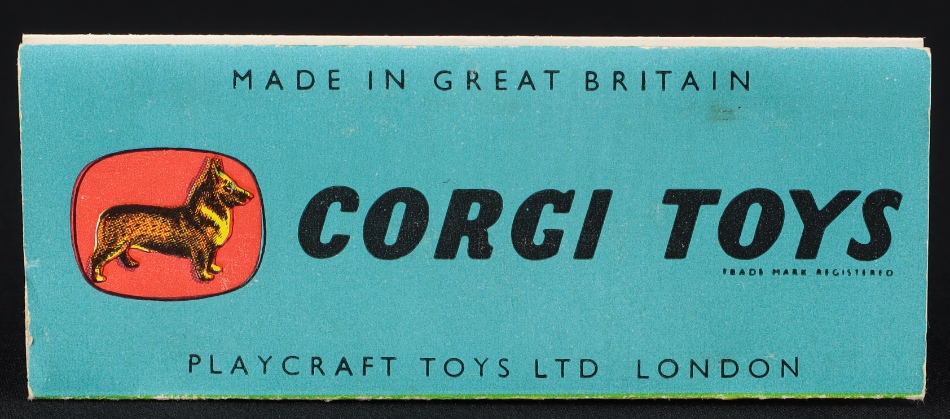 MADE IN GREAT BRITAIN
CORGI TOYS
TRADE MARK REGISTERED
PLAYCRAFT TOYS LTD LONDON